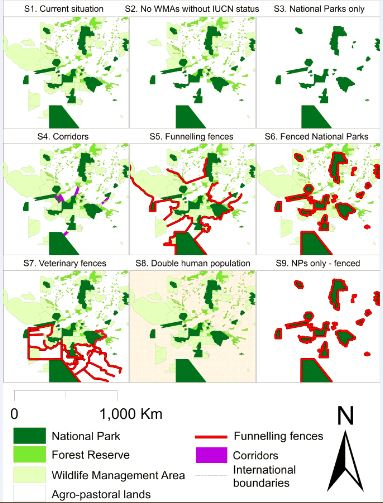 S1. Current situation
S2. No WMAs without IUCN status
S3. National Parks only
S4. Corridors
S5. Funnelling fences
S6. Fenced National Parks
S7. Veterinary fences
S8. Double human population
S9. NPs only - fenced
0
1,000 Km
N
National Park
Forest Reserve
Wildlife Management Area
Agro-pastoral lands
Funnelling fences
Corridors
International
boundaries